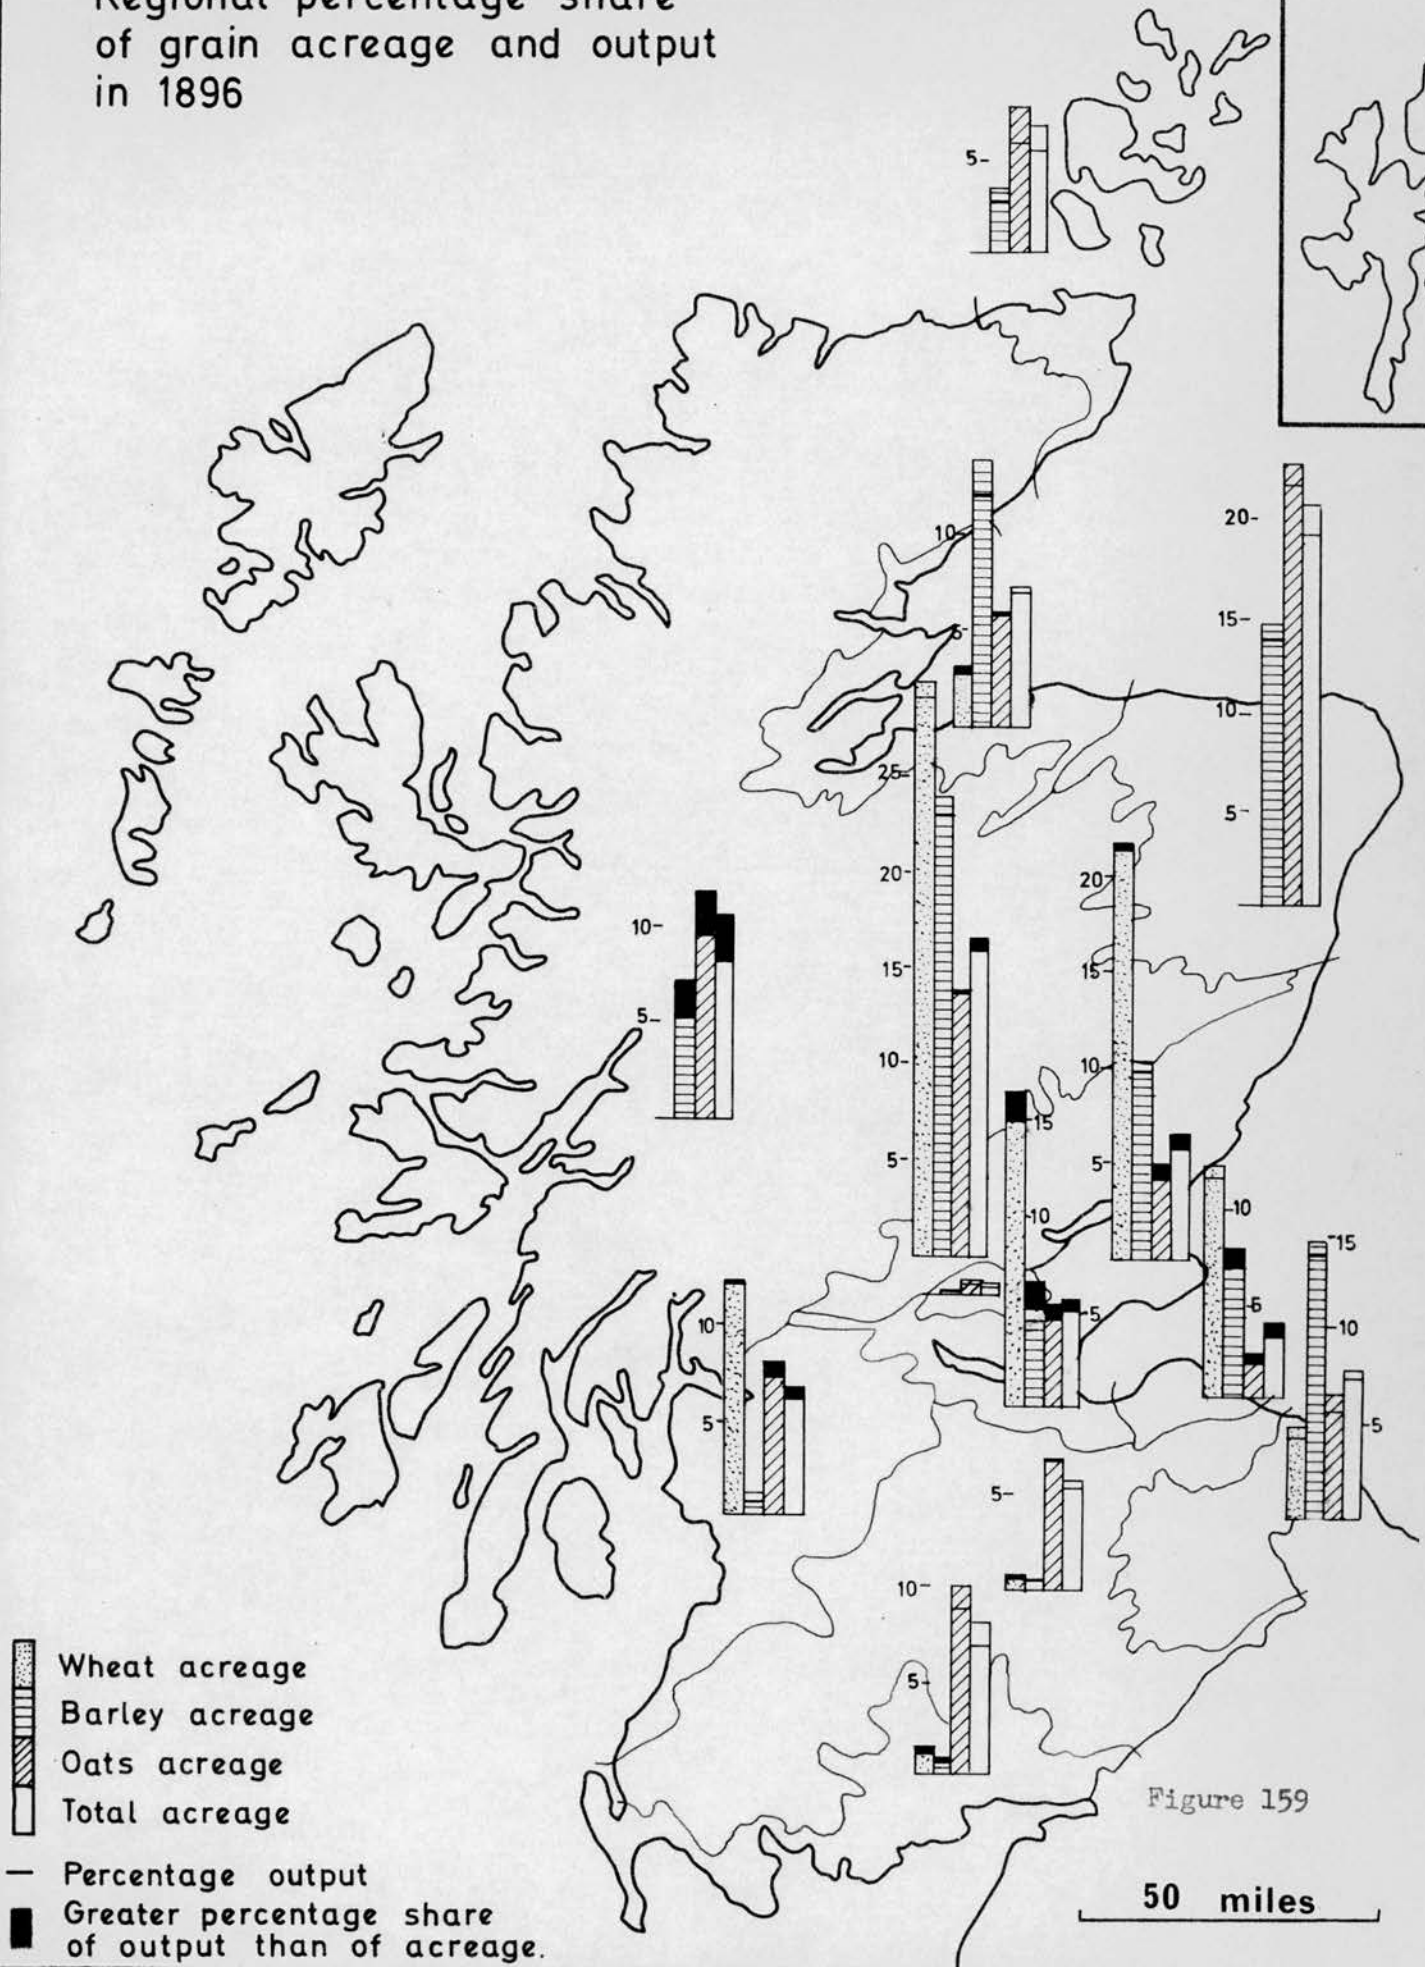 Regional percentage share
of grain acreage and output
in 1896
5-
10-
5-
20-
15-
10-
5-
25-
20-
15-
10-
5-
20-
15-
10-
5-
10-
5-
-15
-10
-5
-10
-5
-15
-10
-5
10-
5-
5-
10-
5-
Wheat acreage
Barley acreage
Oats acreage
Total acreage
Percentage output
Greater percentage share
of output than of acreage.
Figure 159
50 miles